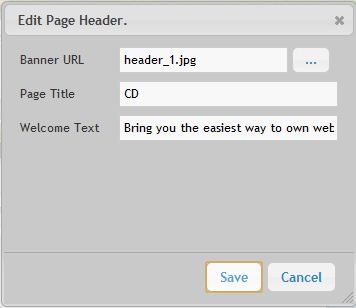 Edit Page Header.
Banner URL header_1.jpg ...
Page Title CD
Welcome Text Bring you the easiest way to own web
Save Cancel